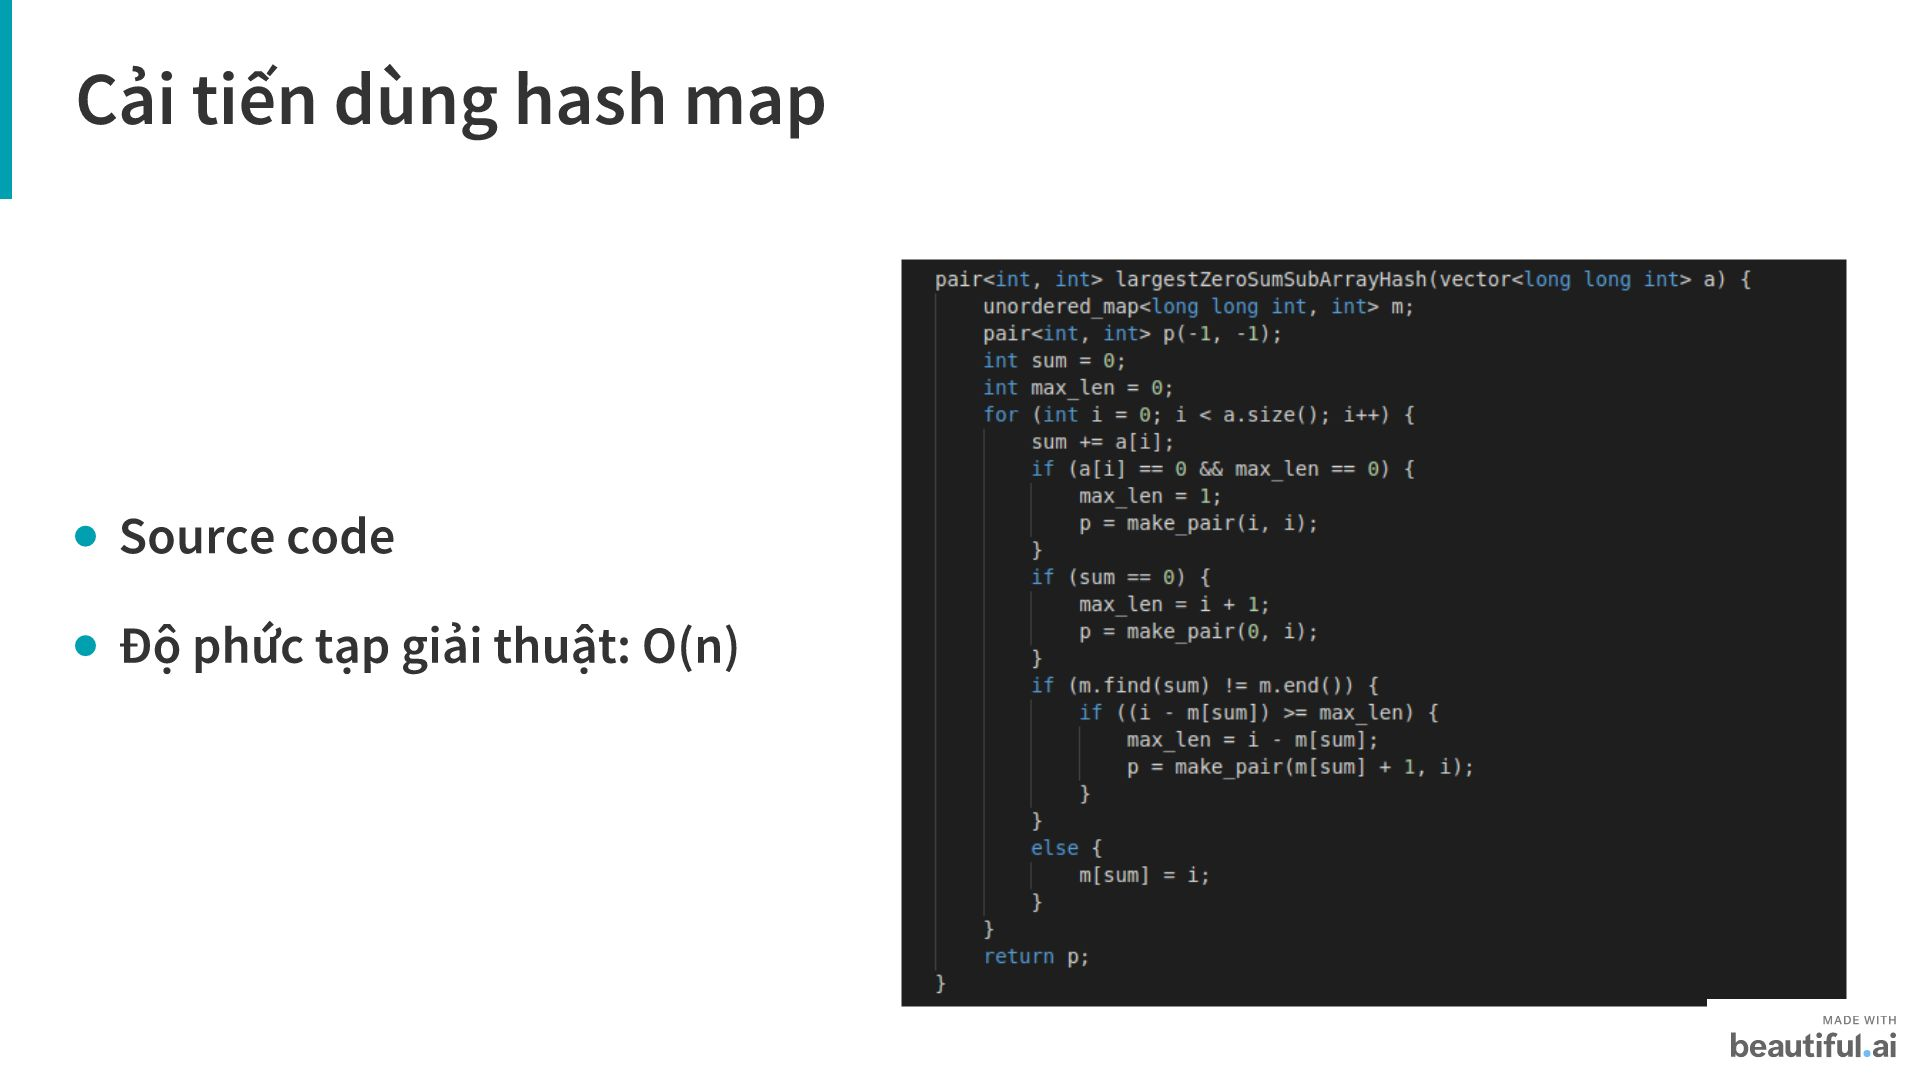 Cải tiến dùng hash map
Source code
Độ phức tạp giải thuật: O(n)
pair<int, int> largestZeroSumSubArrayHash(vector<long long int> a) {
unordered_map<long long int, int> m;
pair<int, int> p(-1, -1);
int sum = 0;
int max_len = 0;
for (int i = 0; i < a.size(); i++) {
sum += a[i];
if (a[i] == 0 && max_len == 0) {
max_len = 1;
p = make_pair(i, i);
}
if (sum == 0) {
max_len = i + 1;
p = make_pair(0, i);
}
if (m.find(sum) != m.end()) {
if ((i - m[sum]) >= max_len) {
max_len = i - m[sum];
p = make_pair(m[sum] + 1, i);
}
}
else {
m[sum] = i;
}
}
return p;
}
MADE WITH
beautiful.ai